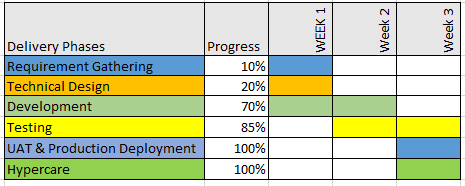 Delivery Phases Progress WEEK 1 Week 2 Week 3
Requirement Gathering 10%
Technical Design 20%
Development 70%
Testing 85%
UAT & Production Deployment 100%
Hypercare 100%